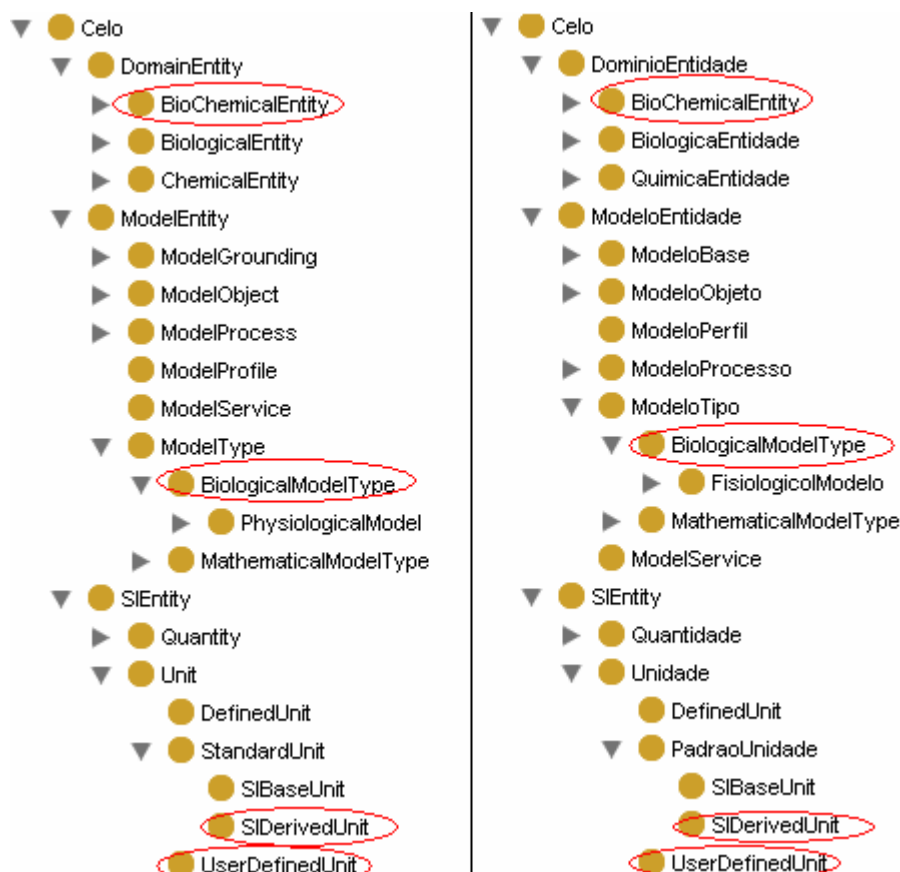 Celo
DomainEntity
BioChemicalEntity
BiologicalEntity
ChemicalEntity
ModelEntity
ModelGrounding
ModelObject
ModelProcess
ModelProfile
ModelService
ModelType
BiologicalModelType
PhysiologicalModel
MathematicalModelType
SIEntity
Quantity
Unit
DefinedUnit
StandardUnit
SIBaseUnit
SIDerivedUnit
UserDefinedUnit
Celo
DominioEntidade
BioChemicalEntity
BiologicaEntidade
QuimicaEntidade
ModeloEntidade
ModeloBase
ModeloObjeto
ModeloPerfil
ModeloProcesso
ModeloTipo
BiologicalModelType
FisiologicolModelo
MathematicalModelType
ModelService
SIEntity
Quantidade
Unidade
DefinedUnit
PadraoUnidade
SIBaseUnit
SIDerivedUnit
UserDefinedUnit